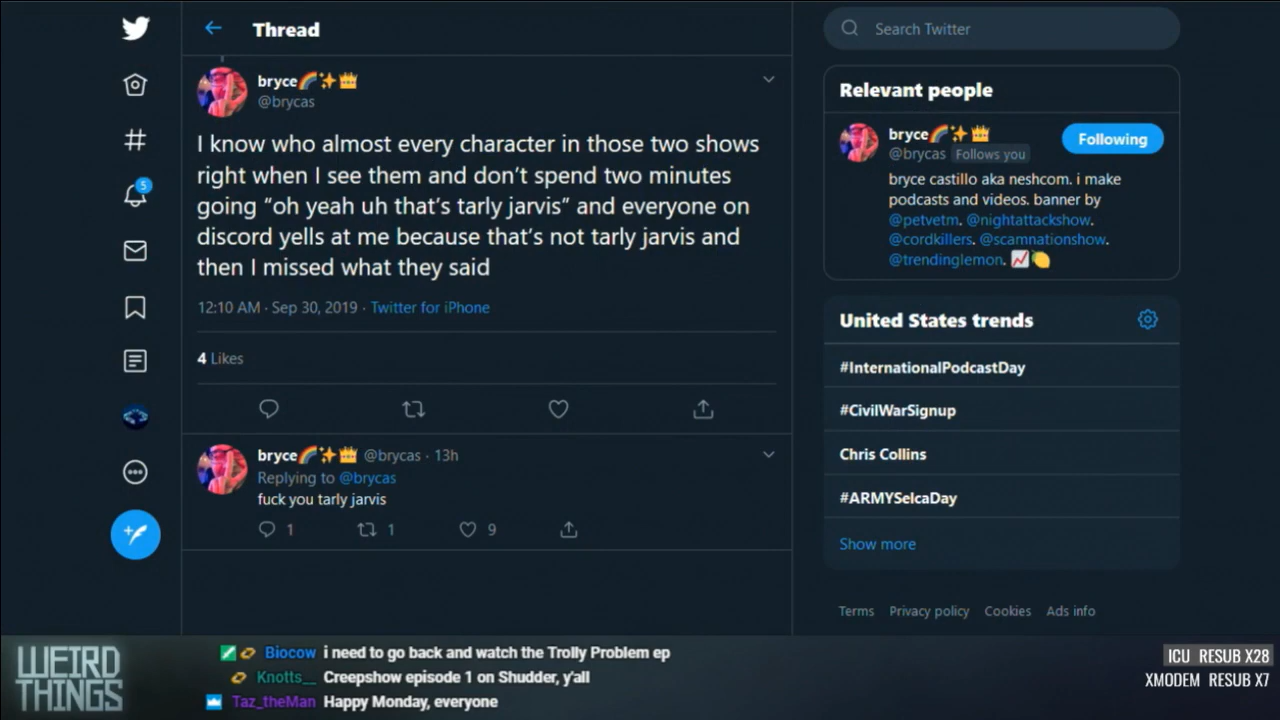 Thread
bryce🌈✨👑
@brycas
I know who almost every character in those two shows
right when I see them and don’t spend two minutes
going “oh yeah uh that’s tarly jarvis” and everyone on
discord yells at me because that’s not tarly jarvis and
then I missed what they said
12:10 AM · Sep 30, 2019 · Twitter for iPhone
4 Likes
bryce🌈✨👑 @brycas · 13h
Replying to @brycas
fuck you tarly jarvis
1 1 9
5
Search Twitter
Relevant people
bryce🌈✨👑
@brycas Follows you
Following
bryce castillo aka neshcom. i make
podcasts and videos. banner by
@petvetm. @nightattackshow.
@cordkillers. @scamnationshow.
@trendinglemon. 📈🍋
United States trends
#InternationalPodcastDay
#CivilWarSignup
Chris Collins
#ARMYSelcaDay
Show more
Terms Privacy policy Cookies Ads info
WEIRD
THINGS
Biocow i need to go back and watch the Trolly Problem ep
Knotts__ Creepshow episode 1 on Shudder, y'all
Taz_theMan Happy Monday, everyone
ICU RESUB X28
XMODEM RESUB X7